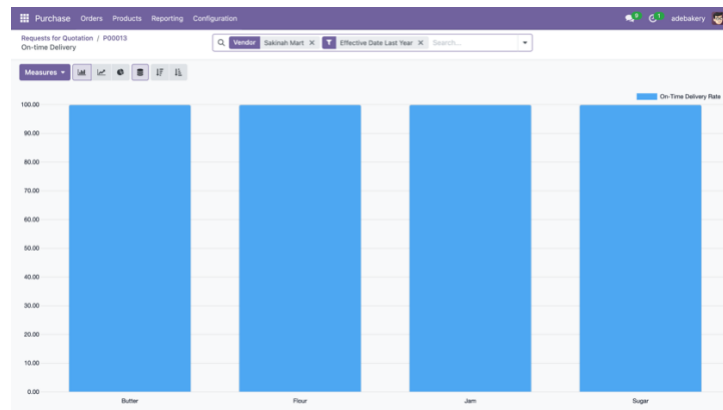 Purchase Orders Products Reporting Configuration
9 1 adebakery
Requests for Quotation / P00013
On-time Delivery
Vendor Sakinah Mart × Effective Date Last Year × Search...
Measures
On-Time Delivery Rate
100.00
90.00
80.00
70.00
60.00
50.00
40.00
30.00
20.00
10.00
0.00
Butter Flour Jam Sugar